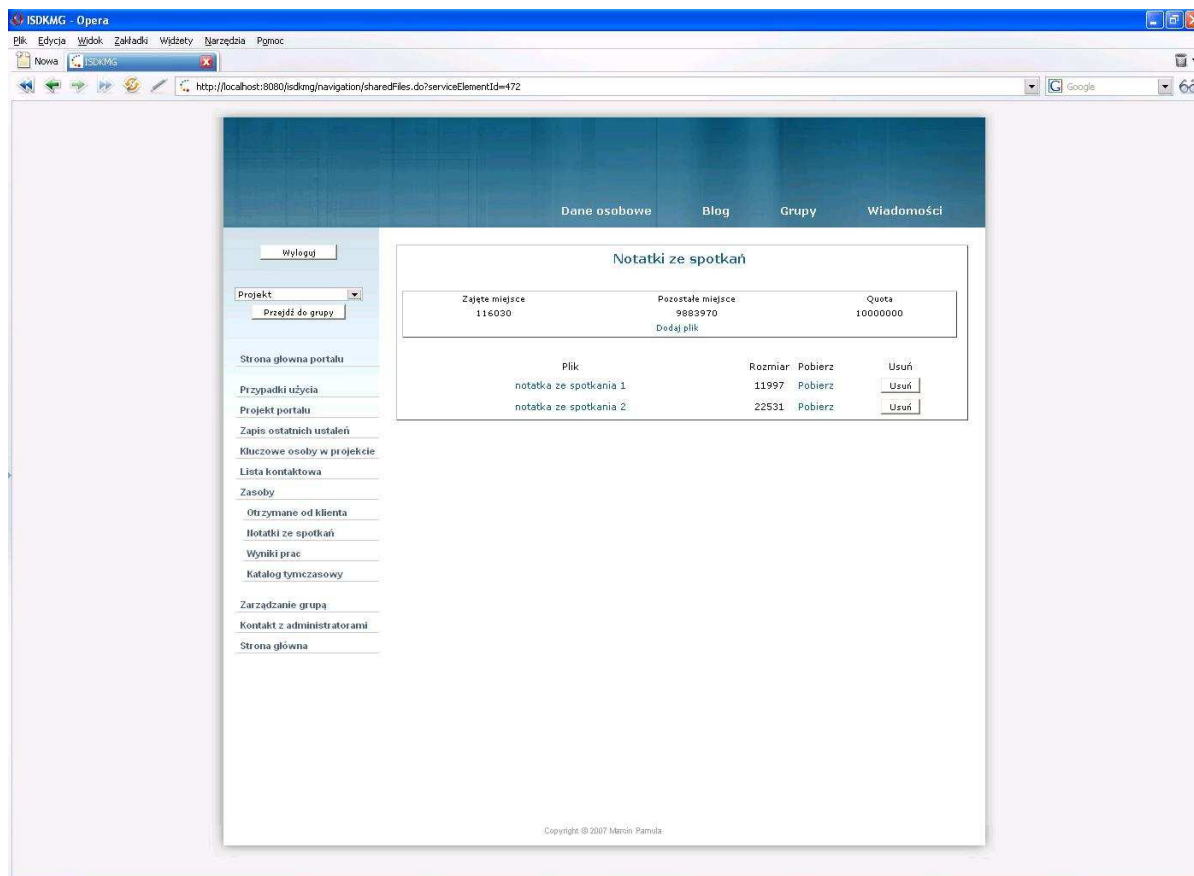 ISDKMG - Opera
Plik Edycja Widok Zakładki Widżety Narzędzia Pomoc
Nowa ISDKMG
http://localhost:8080/isdkmg/navigation/sharedFiles.do?serviceElementId=472 Google
Dane osobowe Blog Grupy Wiadomości
Wyloguj
Projekt
Przejdź do grupy
Strona głowna portalu
Przypadki użycia
Projekt portalu
Zapis ostatnich ustaleń
Kluczowe osoby w projekcie
Lista kontaktowa
Zasoby
Otrzymane od klienta
Notatki ze spotkań
Wyniki prac
Katalog tymczasowy
Zarządzanie grupą
Kontakt z administratorami
Strona główna
Notatki ze spotkań
Zajęte miejsce Pozostałe miejsce Quota
116030 9883970 10000000
Dodaj plik
Plik Rozmiar Pobierz Usuń
notatka ze spotkania 1 11997 Pobierz Usuń
notatka ze spotkania 2 22531 Pobierz Usuń
Copyright © 2007 Marcin Pamuła